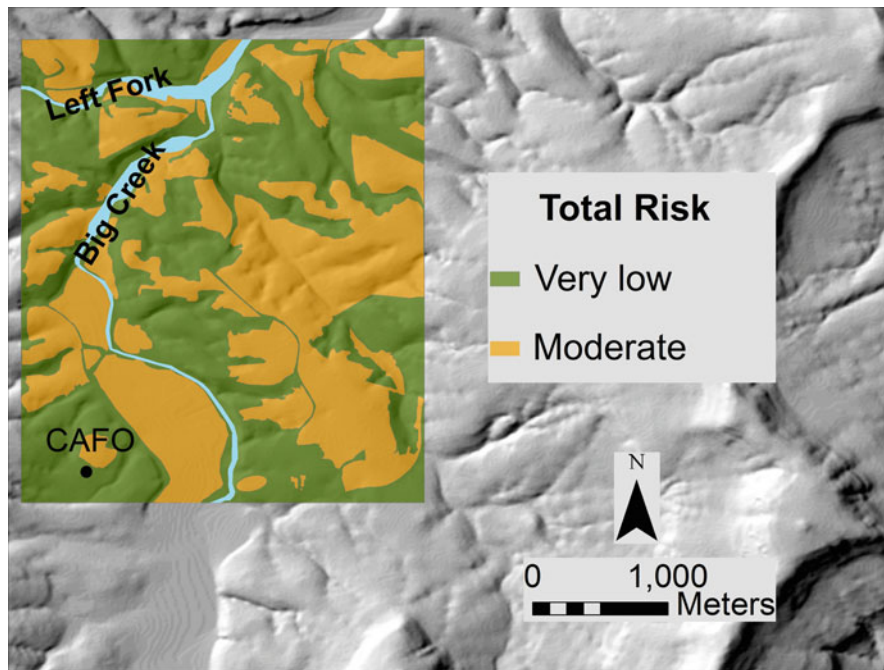 Left Fork
Big Creek
CAFO
Total Risk
Very low
Moderate
N
0 1,000
Meters